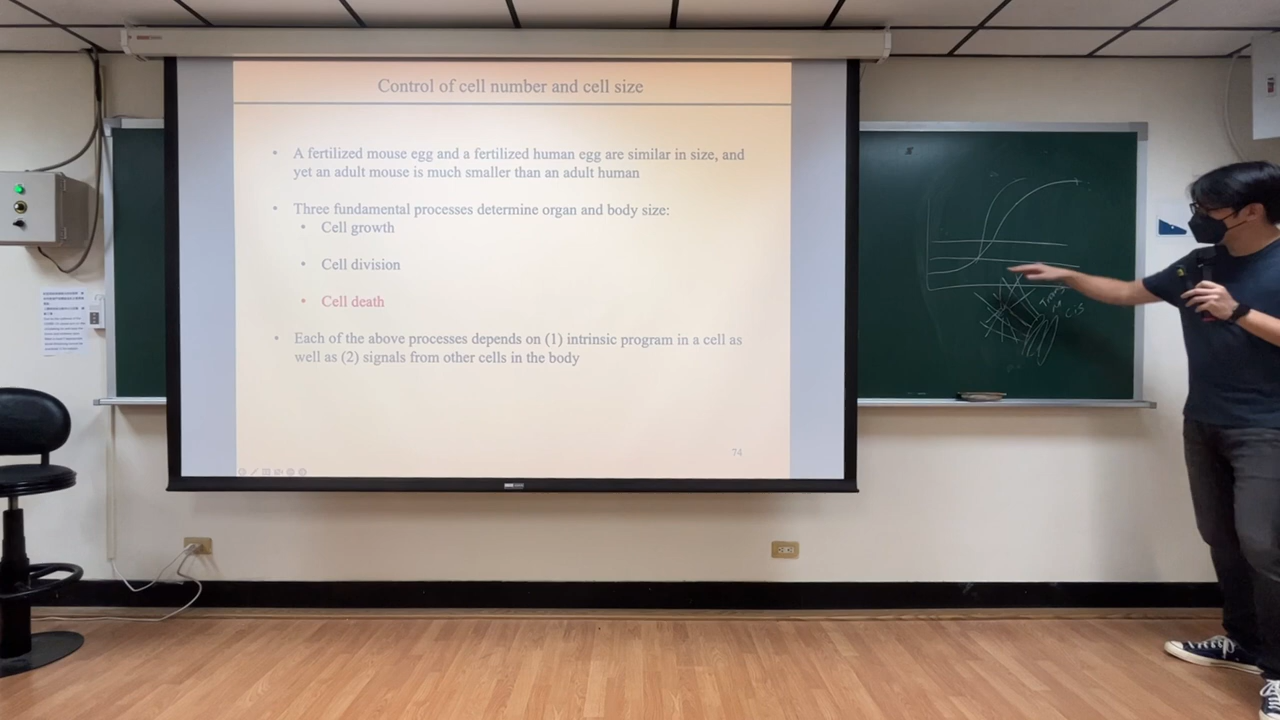 Control of cell number and cell size
• A fertilized mouse egg and a fertilized human egg are similar in size, and
yet an adult mouse is much smaller than an adult human
• Three fundamental processes determine organ and body size:
• Cell growth
• Cell division
• Cell death
• Each of the above processes depends on (1) intrinsic program in a cell as
well as (2) signals from other cells in the body
74
Cis